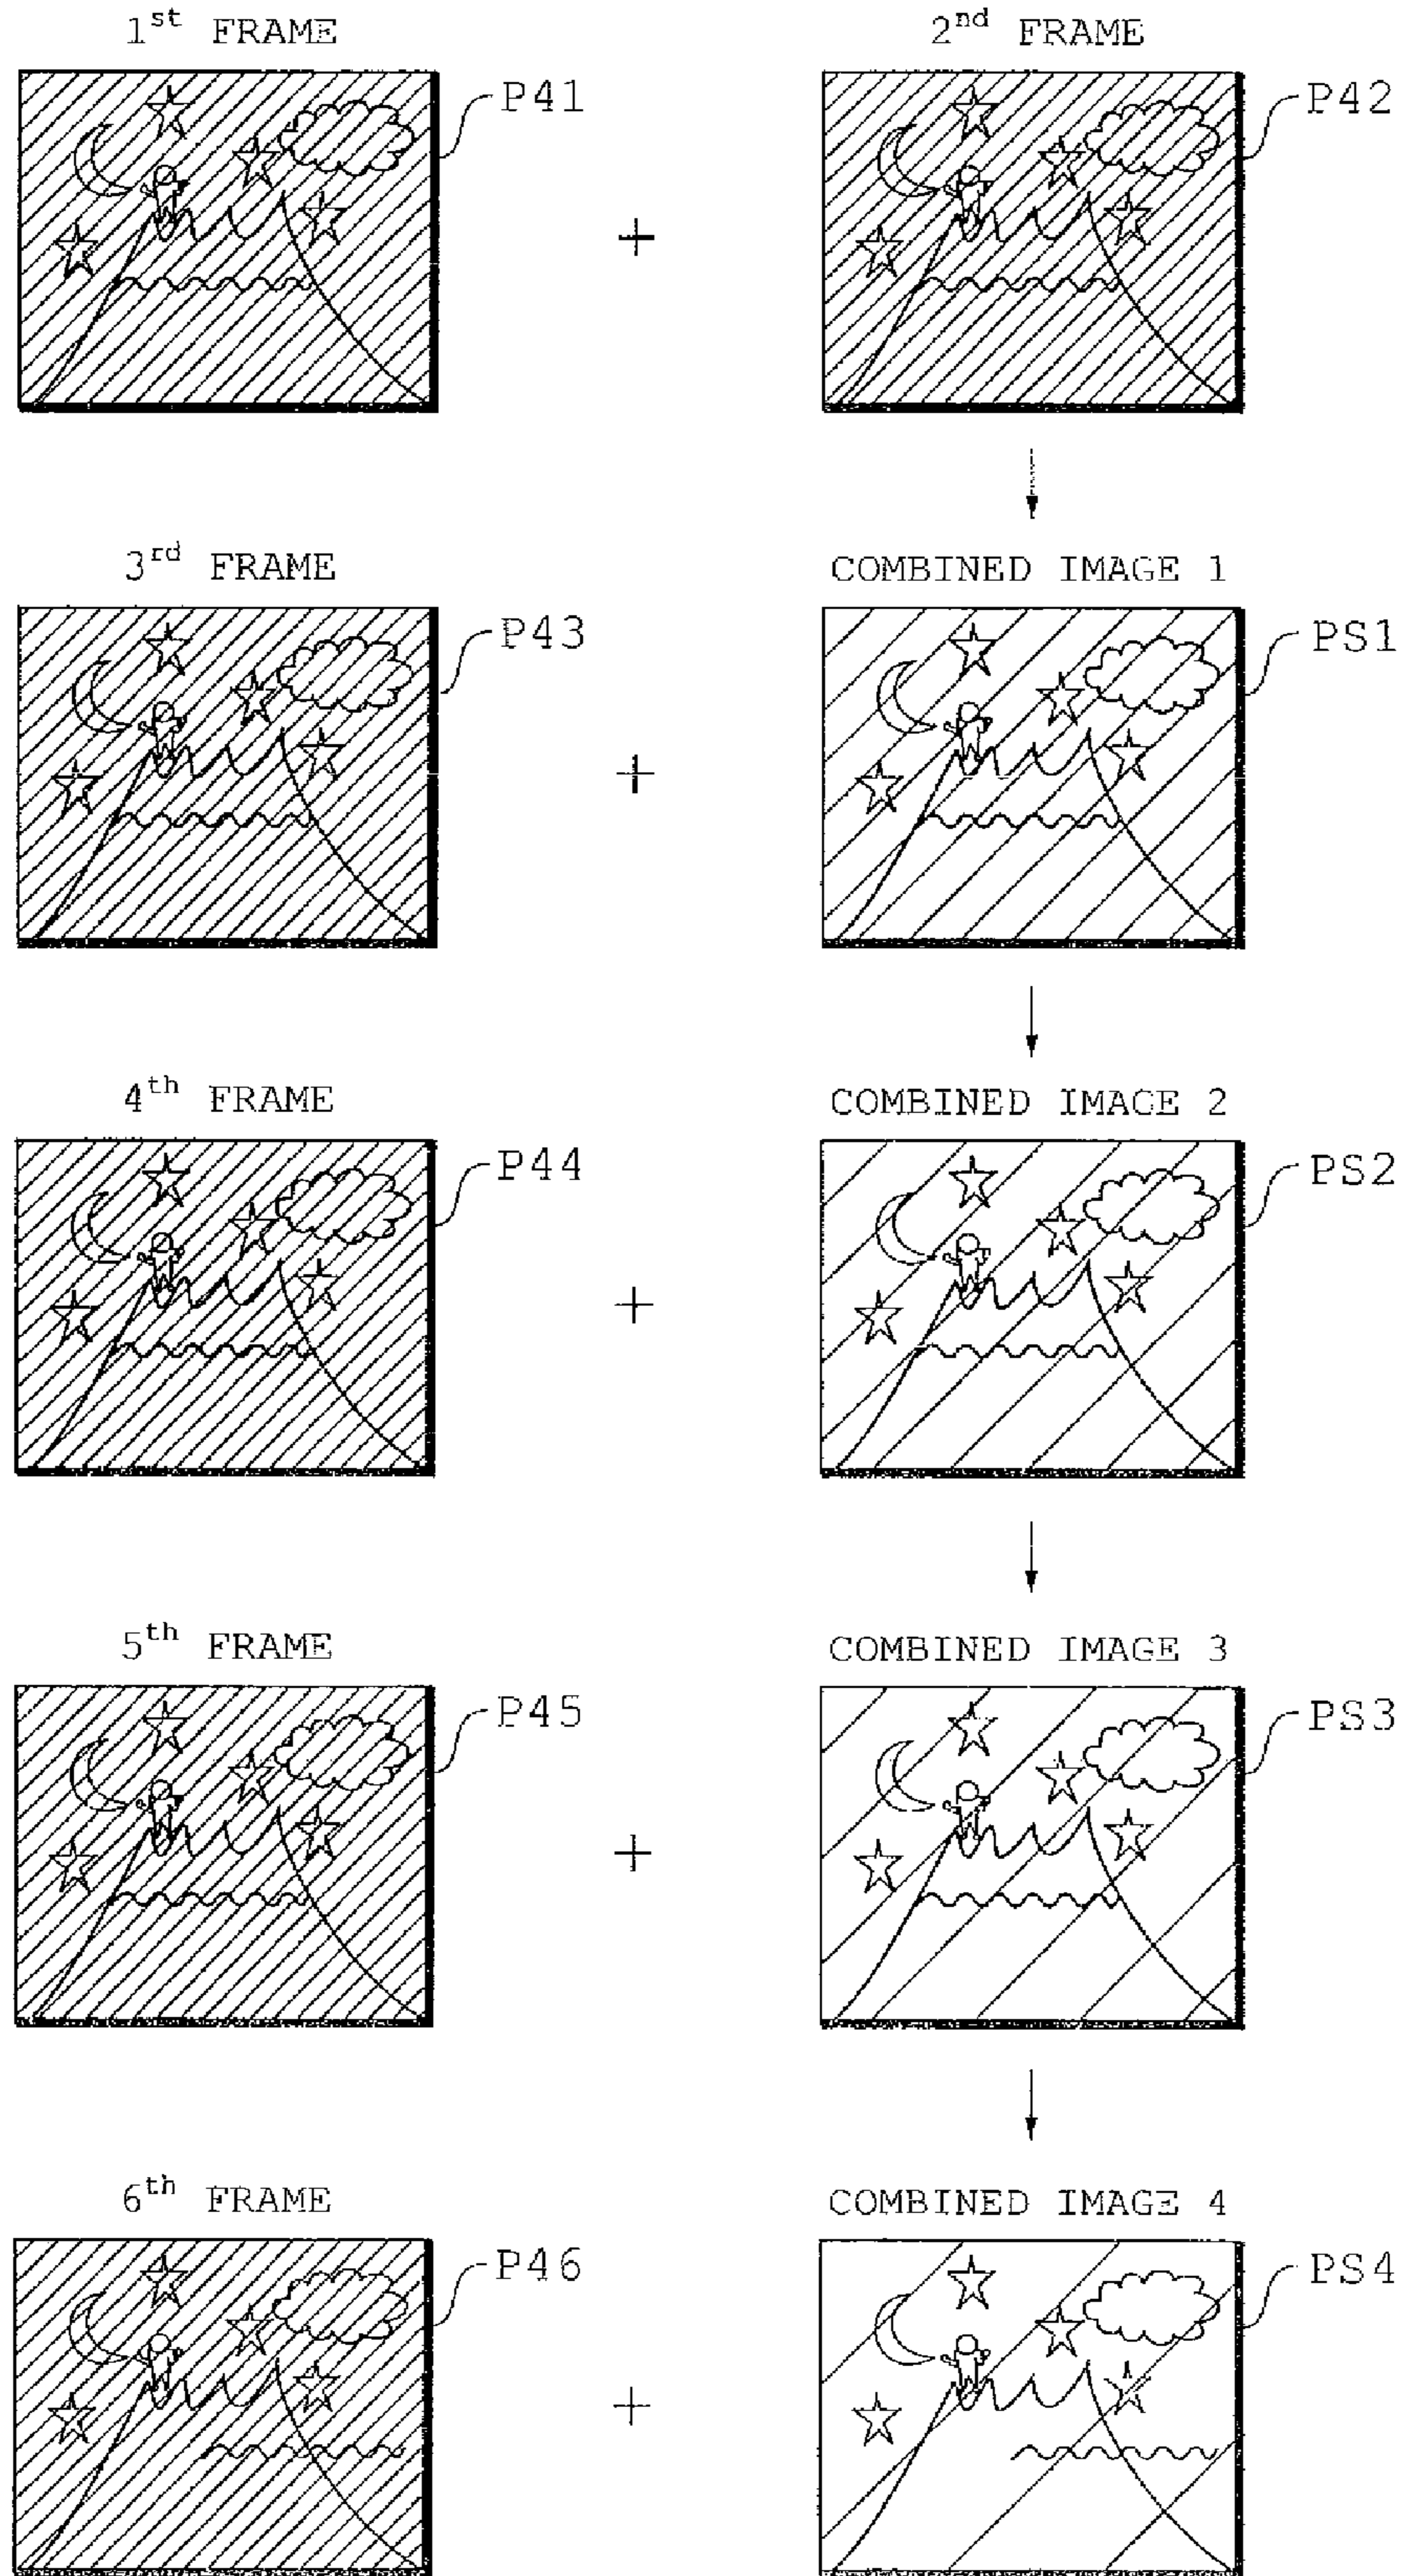 1st FRAME
2nd FRAME
P41
P42
+
3rd FRAME
COMBINED IMAGE 1
P43
PS1
+
4th FRAME
COMBINED IMAGE 2
P44
PS2
+
5th FRAME
COMBINED IMAGE 3
P45
PS3
+
6th FRAME
COMBINED IMAGE 4
P46
PS4
+